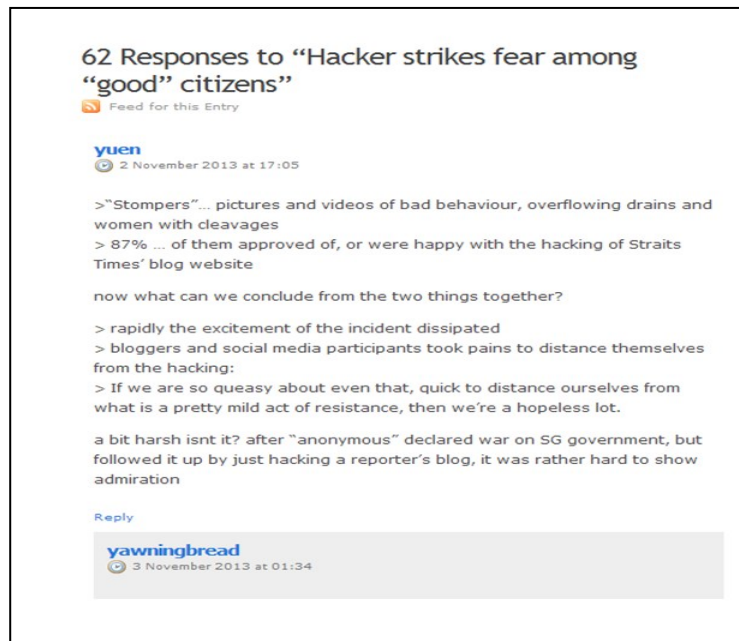 62 Responses to “Hacker strikes fear among
“good” citizens”
Feed for this Entry
yuen
2 November 2013 at 17:05
>“Stompers”... pictures and videos of bad behaviour, overflowing drains and
women with cleavages
> 87% ... of them approved of, or were happy with the hacking of Straits
Times’ blog website
now what can we conclude from the two things together?
> rapidly the excitement of the incident dissipated
> bloggers and social media participants took pains to distance themselves
from the hacking:
> If we are so queasy about even that, quick to distance ourselves from
what is a pretty mild act of resistance, then we’re a hopeless lot.
a bit harsh isnt it? after “anonymous” declared war on SG government, but
followed it up by just hacking a reporter’s blog, it was rather hard to show
admiration
Reply
yawningbread
3 November 2013 at 01:34